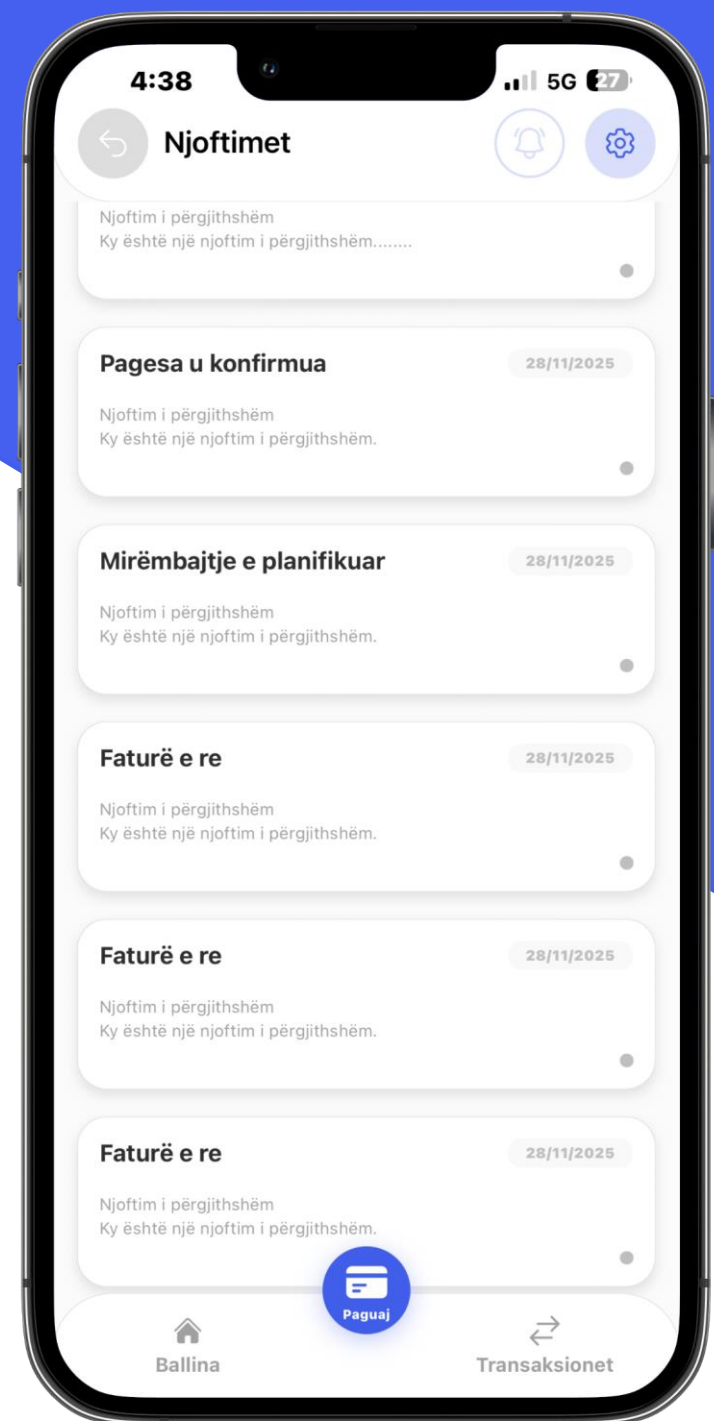 4:38
5G 27
Njoftimet
Njoftim i përgjithshëm
Ky është një njoftim i përgjithshëm........
Pagesa u konfirmua
28/11/2025
Njoftim i përgjithshëm
Ky është një njoftim i përgjithshëm.
Mirëmbajtje e planifikuar
28/11/2025
Njoftim i përgjithshëm
Ky është një njoftim i përgjithshëm.
Faturë e re
28/11/2025
Njoftim i përgjithshëm
Ky është një njoftim i përgjithshëm.
Faturë e re
28/11/2025
Njoftim i përgjithshëm
Ky është një njoftim i përgjithshëm.
Faturë e re
28/11/2025
Njoftim i përgjithshëm
Ky është një njoftim i përgjithshëm.
Paguaj
Ballina
Transaksionet